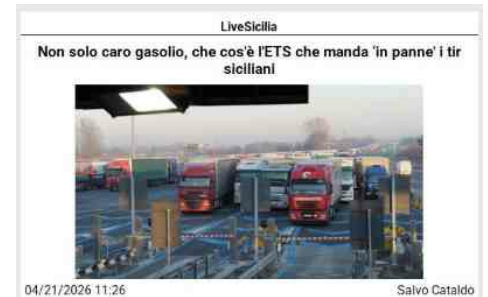 LiveSicilia
Non solo caro gasolio, che cos'è l'ETS che manda 'in panne' i tir
siciliani
04/21/2026 11:26
Salvo Cataldo